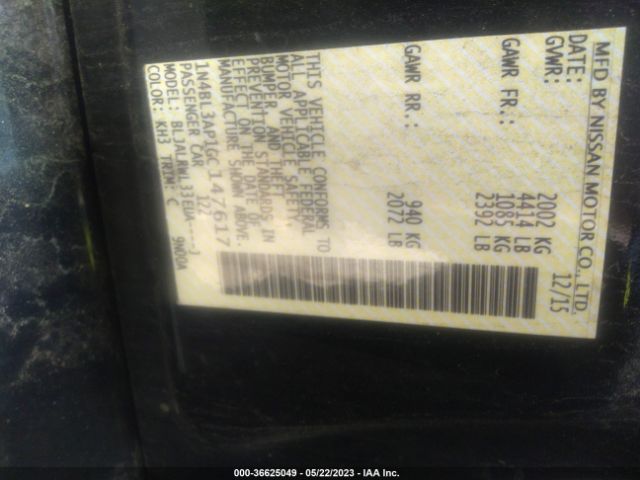 MFD BY NISSAN MOTOR CO., LTD.
DATE: 12/15
GVWR: 2002 KG
4414 LB
GAWR FR.: 1085 KG
2392 LB
GAWR RR.: 940 KG
2072 LB
THIS VEHICLE CONFORMS TO
ALL APPLICABLE FEDERAL
MOTOR VEHICLE SAFETY,
BUMPER, AND THEFT
PREVENTION STANDARDS IN
EFFECT ON THE DATE OF
MANUFACTURE SHOWN ABOVE.
1N4BL3AP1GC147617
PASSENGER CAR 122
MODEL: BLJALRWL33EUA----J
COLOR: KH3 TRIM: C 9N00A
000-36625049 - 05/22/2023 - IAA Inc.